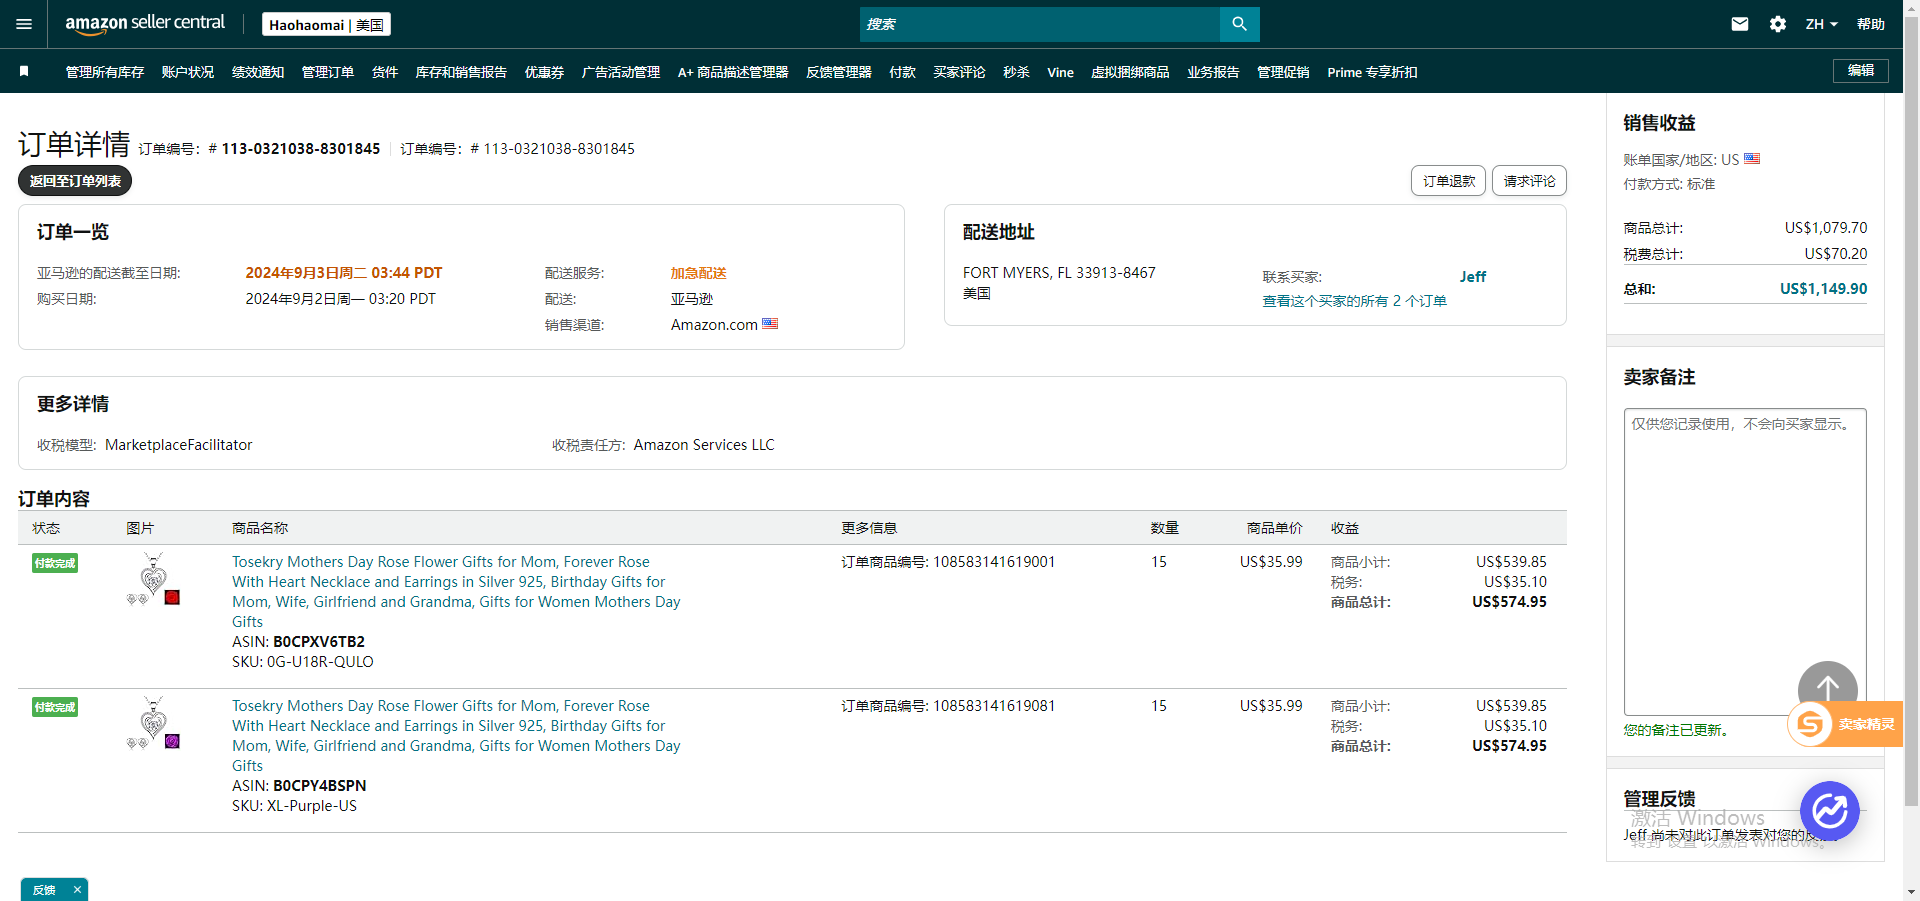 amazon seller central
Haohaomai | 美国
搜索
ZH
帮助
管理所有库存 账户状况 绩效通知 管理订单 货件 库存和销售报告 优惠券 广告活动管理 A+ 商品描述管理器 反馈管理器 付款 买家评论 秒杀 Vine 虚拟捆绑商品 业务报告 管理促销 Prime 专享折扣
编辑
订单详情 订单编号: # 113-0321038-8301845 订单编号: # 113-0321038-8301845
返回至订单列表
订单退款 请求评论
订单一览
亚马逊的配送截至日期: 2024年9月3日周二 03:44 PDT 配送服务: 加急配送
购买日期: 2024年9月2日周一 03:20 PDT 配送: 亚马逊
销售渠道: Amazon.com
配送地址
FORT MYERS, FL 33913-8467
美国
联系买家: Jeff
查看这个买家的所有 2 个订单
更多详情
收税模型: MarketplaceFacilitator 收税责任方: Amazon Services LLC
订单内容
状态 图片 商品名称 更多信息 数量 商品单价 收益
付款完成
Tosekry Mothers Day Rose Flower Gifts for Mom, Forever Rose
With Heart Necklace and Earrings in Silver 925, Birthday Gifts for
Mom, Wife, Girlfriend and Grandma, Gifts for Women Mothers Day
Gifts
ASIN: B0CPXV6TB2
SKU: 0G-U18R-QULO
订单商品编号: 108583141619001
15
US$35.99
商品小计: US$539.85
税务: US$35.10
商品总计: US$574.95
付款完成
Tosekry Mothers Day Rose Flower Gifts for Mom, Forever Rose
With Heart Necklace and Earrings in Silver 925, Birthday Gifts for
Mom, Wife, Girlfriend and Grandma, Gifts for Women Mothers Day
Gifts
ASIN: B0CPY4BSPN
SKU: XL-Purple-US
订单商品编号: 108583141619081
15
US$35.99
商品小计: US$539.85
税务: US$35.10
商品总计: US$574.95
反馈 ×
销售收益
账单国家/地区: US
付款方式: 标准
商品总计: US$1,079.70
税费总计: US$70.20
总和: US$1,149.90
卖家备注
仅供您记录使用，不会向买家显示。
您的备注已更新。
卖家精灵
管理反馈
激活 Windows
Jeff 尚未对此订单发表对您的反
转到"设置"以激活 Windows。